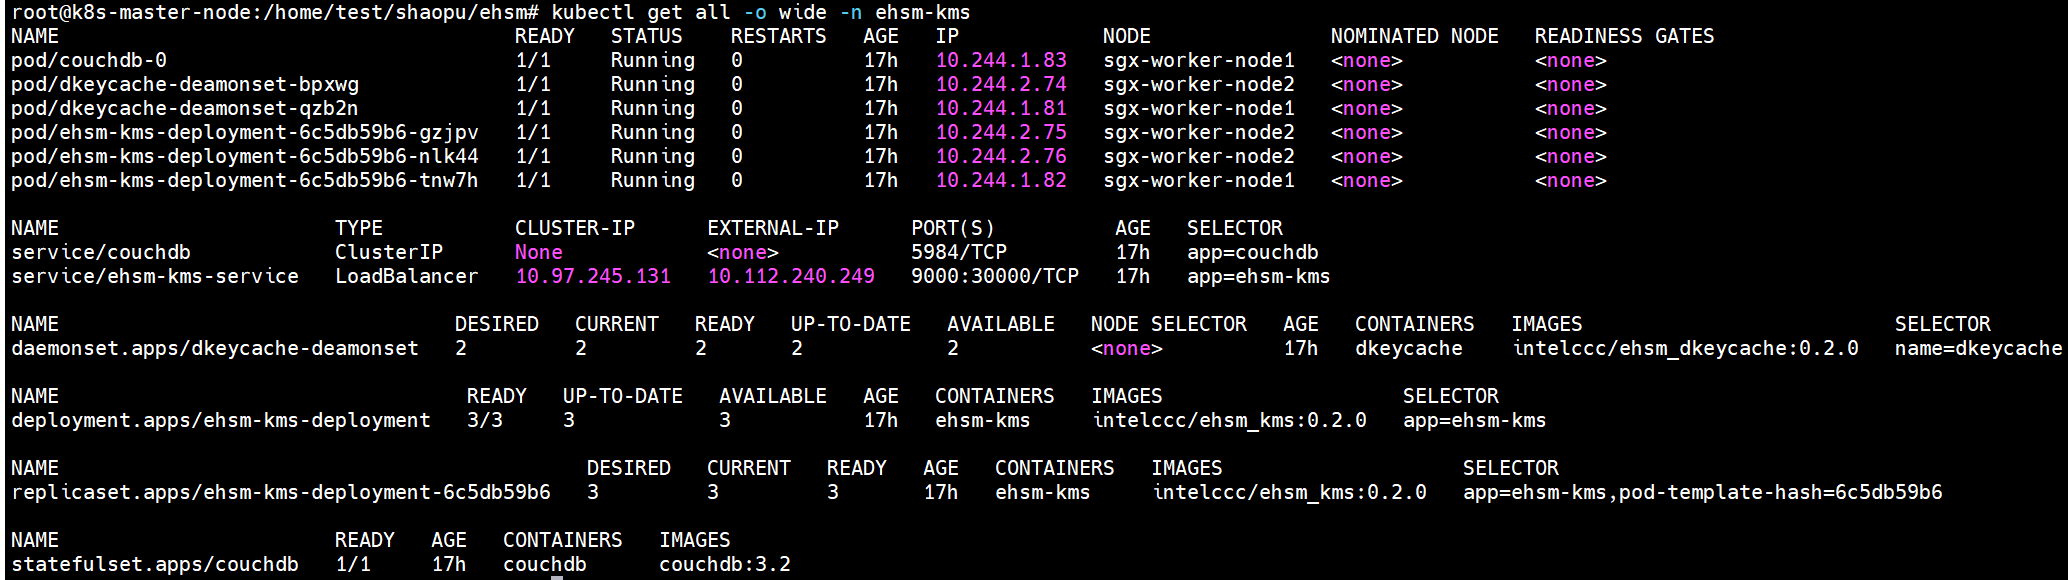 root@k8s-master-node:/home/test/shaopu/ehsm# kubectl get all -o wide -n ehsm-kms
NAME READY STATUS RESTARTS AGE IP NODE NOMINATED NODE READINESS GATES
pod/couchdb-0 1/1 Running 0 17h 10.244.1.83 sgx-worker-node1 <none> <none>
pod/dkeycache-deamonset-bpxwg 1/1 Running 0 17h 10.244.2.74 sgx-worker-node2 <none> <none>
pod/dkeycache-deamonset-qzb2n 1/1 Running 0 17h 10.244.1.81 sgx-worker-node1 <none> <none>
pod/ehsm-kms-deployment-6c5db59b6-gzjpv 1/1 Running 0 17h 10.244.2.75 sgx-worker-node2 <none> <none>
pod/ehsm-kms-deployment-6c5db59b6-nlk44 1/1 Running 0 17h 10.244.2.76 sgx-worker-node2 <none> <none>
pod/ehsm-kms-deployment-6c5db59b6-tnw7h 1/1 Running 0 17h 10.244.1.82 sgx-worker-node1 <none> <none>
NAME TYPE CLUSTER-IP EXTERNAL-IP PORT(S) AGE SELECTOR
service/couchdb ClusterIP None <none> 5984/TCP 17h app=couchdb
service/ehsm-kms-service LoadBalancer 10.97.245.131 10.112.240.249 9000:30000/TCP 17h app=ehsm-kms
NAME DESIRED CURRENT READY UP-TO-DATE AVAILABLE NODE SELECTOR AGE CONTAINERS IMAGES SELECTOR
daemonset.apps/dkeycache-deamonset 2 2 2 2 2 <none> 17h dkeycache intelccc/ehsm_dkeycache:0.2.0 name=dkeycache
NAME READY UP-TO-DATE AVAILABLE AGE CONTAINERS IMAGES SELECTOR
deployment.apps/ehsm-kms-deployment 3/3 3 3 17h ehsm-kms intelccc/ehsm_kms:0.2.0 app=ehsm-kms
NAME DESIRED CURRENT READY AGE CONTAINERS IMAGES SELECTOR
replicaset.apps/ehsm-kms-deployment-6c5db59b6 3 3 3 17h ehsm-kms intelccc/ehsm_kms:0.2.0 app=ehsm-kms,pod-template-hash=6c5db59b6
NAME READY AGE CONTAINERS IMAGES
statefulset.apps/couchdb 1/1 17h couchdb couchdb:3.2